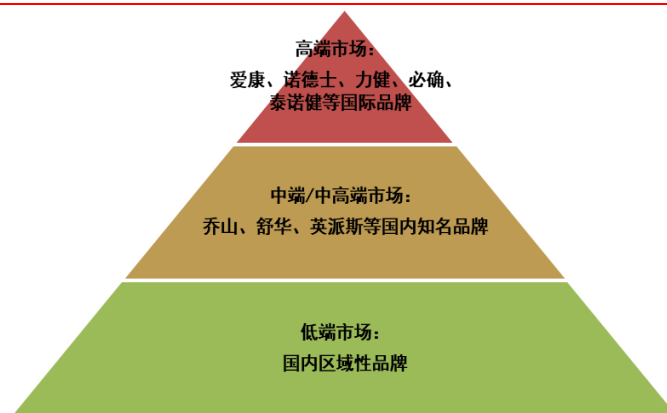 高端市场：
爱康、诺德士、力健、必确、
泰诺健等国际品牌
中端/中高端市场：
乔山、舒华、英派斯等国内知名品牌
低端市场：
国内区域性品牌